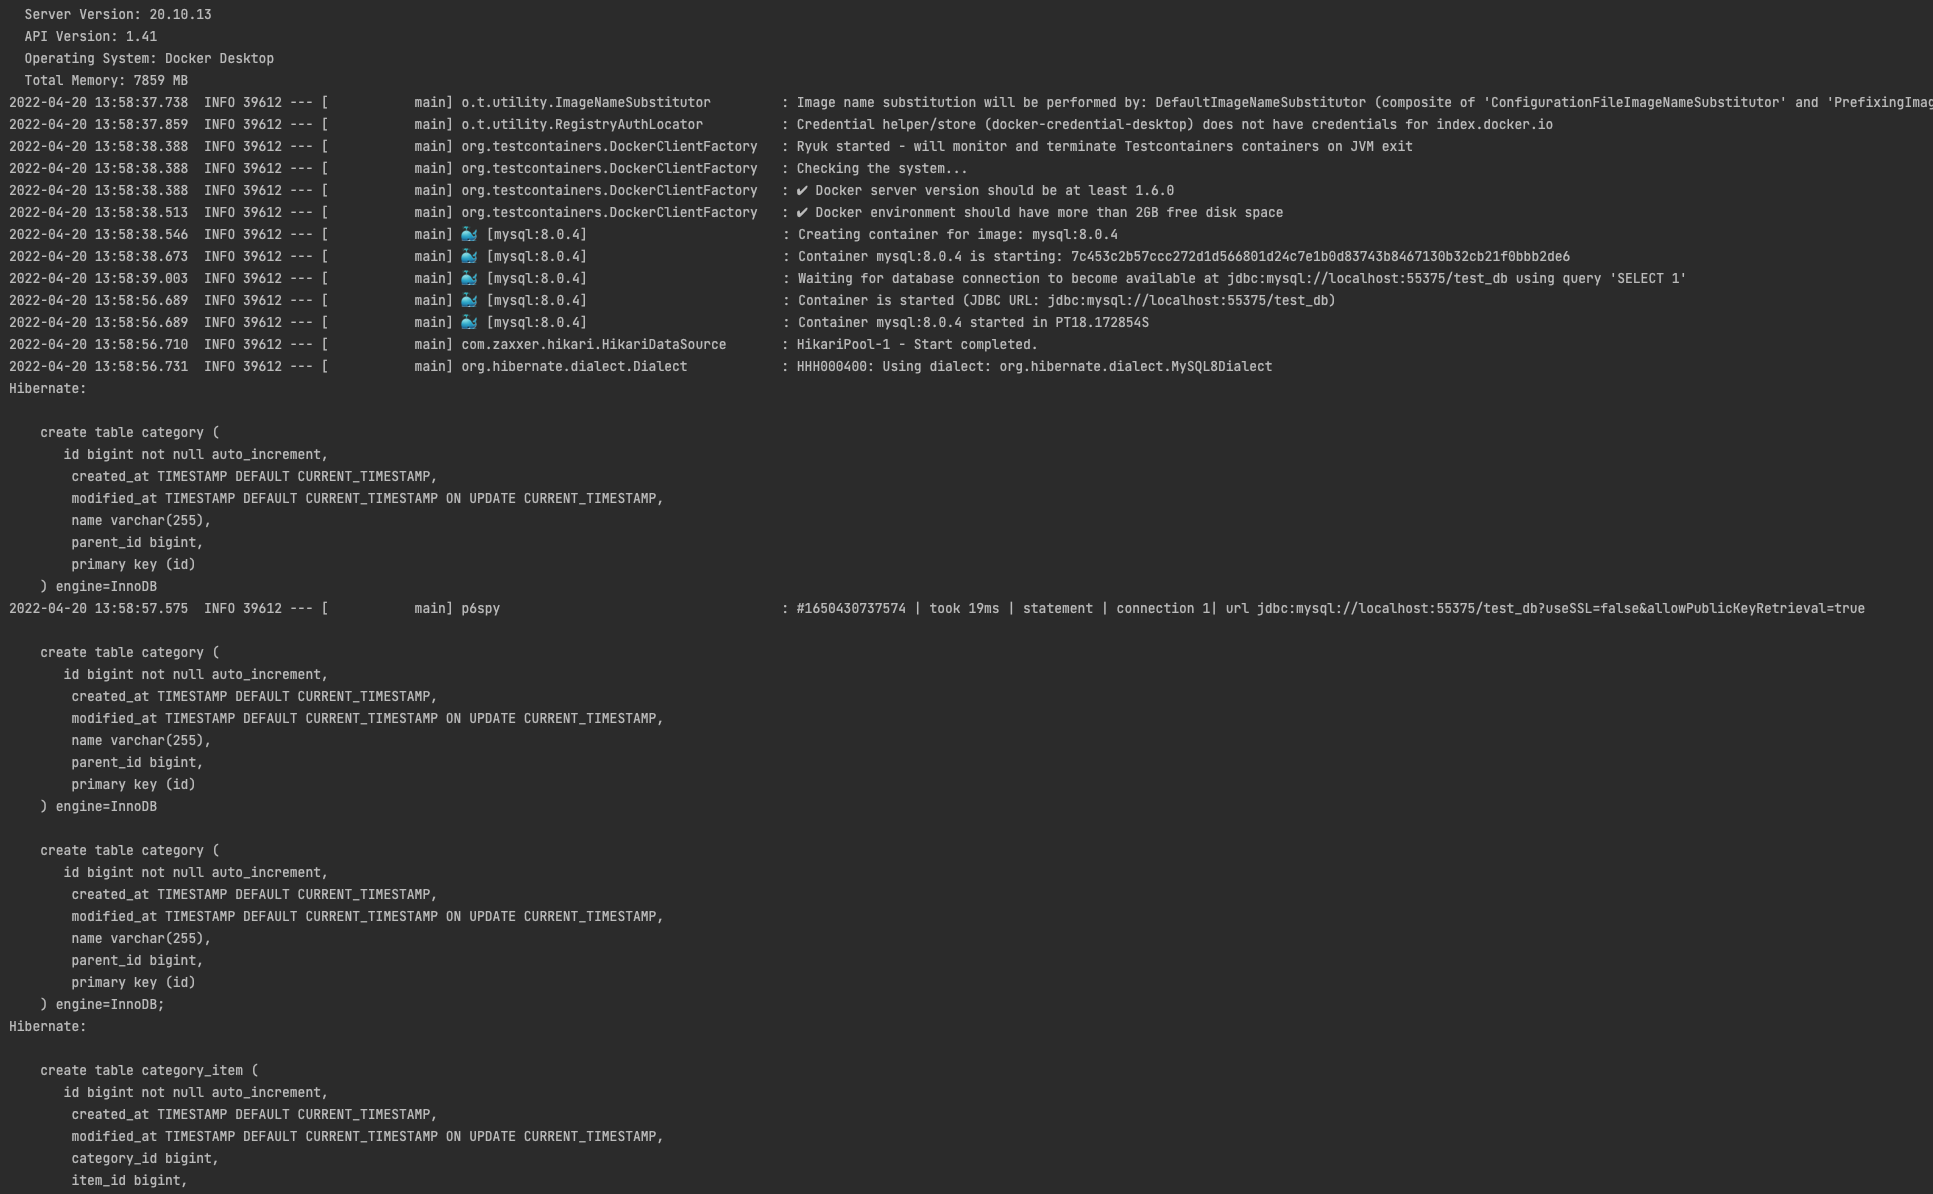 Server Version: 20.10.13
API Version: 1.41
Operating System: Docker Desktop
Total Memory: 7859 MB
2022-04-20 13:58:37.738  INFO 39612 --- [           main] o.t.utility.ImageNameSubstitutor         : Image name substitution will be performed by: DefaultImageNameSubstitutor (composite of 'ConfigurationFileImageNameSubstitutor' and 'PrefixingImag
2022-04-20 13:58:37.859  INFO 39612 --- [           main] o.t.utility.RegistryAuthLocator          : Credential helper/store (docker-credential-desktop) does not have credentials for index.docker.io
2022-04-20 13:58:38.388  INFO 39612 --- [           main] org.testcontainers.DockerClientFactory   : Ryuk started - will monitor and terminate Testcontainers containers on JVM exit
2022-04-20 13:58:38.388  INFO 39612 --- [           main] org.testcontainers.DockerClientFactory   : Checking the system...
2022-04-20 13:58:38.388  INFO 39612 --- [           main] org.testcontainers.DockerClientFactory   : ✔ Docker server version should be at least 1.6.0
2022-04-20 13:58:38.513  INFO 39612 --- [           main] org.testcontainers.DockerClientFactory   : ✔ Docker environment should have more than 2GB free disk space
2022-04-20 13:58:38.546  INFO 39612 --- [           main] 🐳 [mysql:8.0.4]                         : Creating container for image: mysql:8.0.4
2022-04-20 13:58:38.673  INFO 39612 --- [           main] 🐳 [mysql:8.0.4]                         : Container mysql:8.0.4 is starting: 7c453c2b57ccc272d1d566801d24c7e1b0d83743b8467130b32cb21f0bbb2de6
2022-04-20 13:58:39.003  INFO 39612 --- [           main] 🐳 [mysql:8.0.4]                         : Waiting for database connection to become available at jdbc:mysql://localhost:55375/test_db using query 'SELECT 1'
2022-04-20 13:58:56.689  INFO 39612 --- [           main] 🐳 [mysql:8.0.4]                         : Container is started (JDBC URL: jdbc:mysql://localhost:55375/test_db)
2022-04-20 13:58:56.689  INFO 39612 --- [           main] 🐳 [mysql:8.0.4]                         : Container mysql:8.0.4 started in PT18.172854S
2022-04-20 13:58:56.710  INFO 39612 --- [           main] com.zaxxer.hikari.HikariDataSource       : HikariPool-1 - Start completed.
2022-04-20 13:58:56.731  INFO 39612 --- [           main] org.hibernate.dialect.Dialect            : HHH000400: Using dialect: org.hibernate.dialect.MySQL8Dialect
Hibernate:
create table category (
id bigint not null auto_increment,
created_at TIMESTAMP DEFAULT CURRENT_TIMESTAMP,
modified_at TIMESTAMP DEFAULT CURRENT_TIMESTAMP ON UPDATE CURRENT_TIMESTAMP,
name varchar(255),
parent_id bigint,
primary key (id)
) engine=InnoDB
2022-04-20 13:58:57.575  INFO 39612 --- [           main] p6spy                                    : #1650430737574 | took 19ms | statement | connection 1| url jdbc:mysql://localhost:55375/test_db?useSSL=false&allowPublicKeyRetrieval=true
create table category (
id bigint not null auto_increment,
created_at TIMESTAMP DEFAULT CURRENT_TIMESTAMP,
modified_at TIMESTAMP DEFAULT CURRENT_TIMESTAMP ON UPDATE CURRENT_TIMESTAMP,
name varchar(255),
parent_id bigint,
primary key (id)
) engine=InnoDB
create table category (
id bigint not null auto_increment,
created_at TIMESTAMP DEFAULT CURRENT_TIMESTAMP,
modified_at TIMESTAMP DEFAULT CURRENT_TIMESTAMP ON UPDATE CURRENT_TIMESTAMP,
name varchar(255),
parent_id bigint,
primary key (id)
) engine=InnoDB;
Hibernate:
create table category_item (
id bigint not null auto_increment,
created_at TIMESTAMP DEFAULT CURRENT_TIMESTAMP,
modified_at TIMESTAMP DEFAULT CURRENT_TIMESTAMP ON UPDATE CURRENT_TIMESTAMP,
category_id bigint,
item_id bigint,